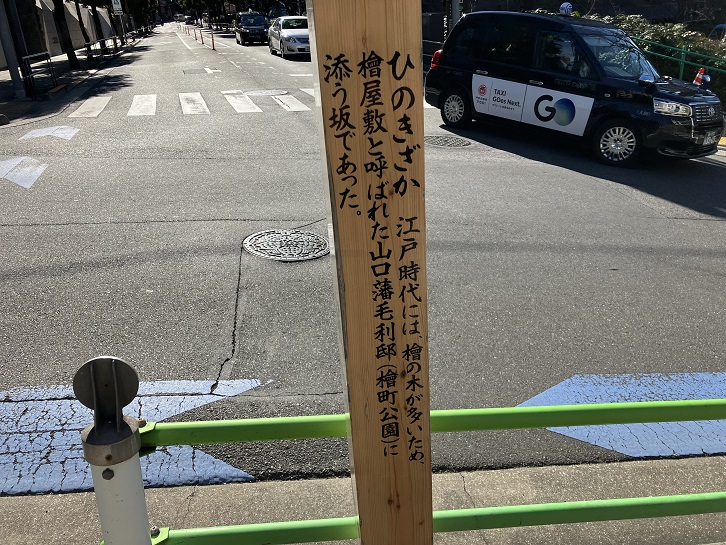 ひのきざか 江戸時代には、檜の木が多いため、
檜屋敷と呼ばれた山口藩毛利邸(檜町公園)に
添う坂であった。
TAXI
GOes Next.
GO